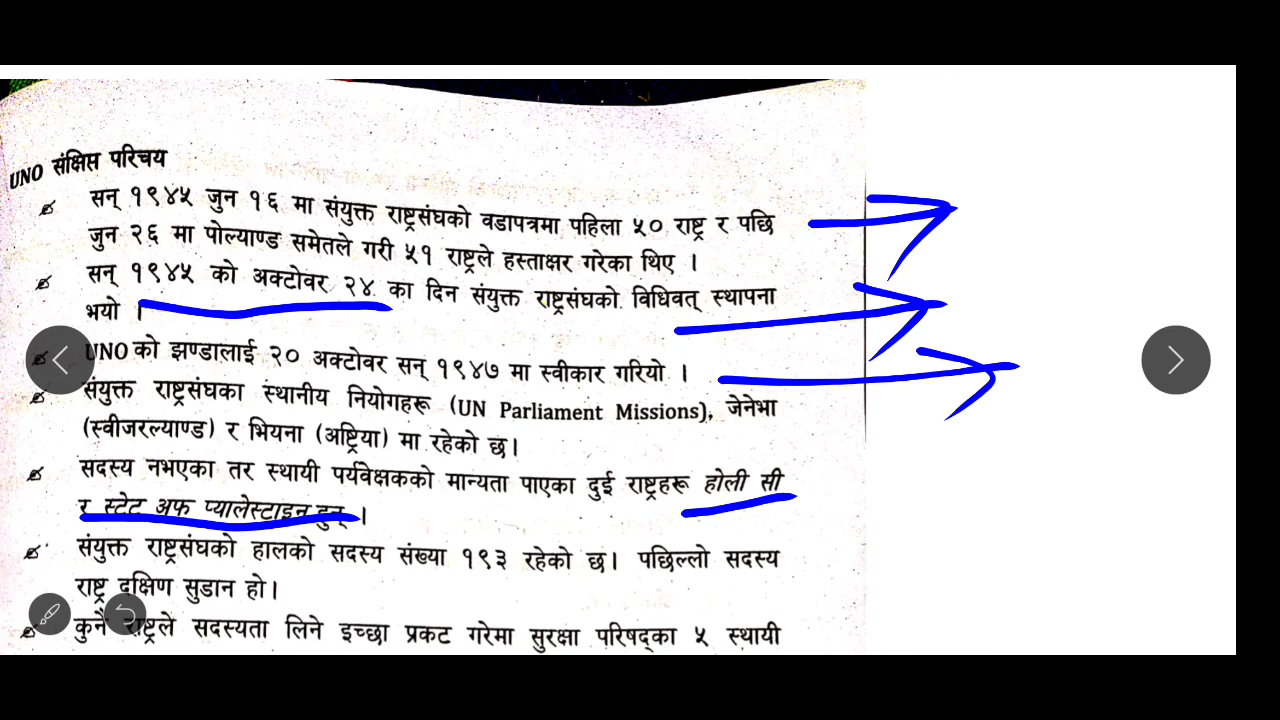 UNO संक्षिप्त परिचय
सन् १९४५ जुन १६ मा संयुक्त राष्ट्रसंघको वडापत्रमा पहिला ५० राष्ट्र र पछि
जुन २६ मा पोल्याण्ड समेतले गरी ५१ राष्ट्रले हस्ताक्षर गरेका थिए ।
सन् १९४५ को अक्टोवर २४ का दिन संयुक्त राष्ट्रसंघको विधिवत् स्थापना
भयो ।
UNO को झण्डालाई २० अक्टोवर सन् १९४७ मा स्वीकार गरियो ।
संयुक्त राष्ट्रसंघका स्थानीय नियोगहरू (UN Parliament Missions), जेनेभा
(स्वीजरल्याण्ड) र भियना (अष्ट्रिया) मा रहेको छ।
सदस्य नभएका तर स्थायी पर्यवेक्षकको मान्यता पाएका दुई राष्ट्रहरू होली सी
र स्टेट अफ प्यालेस्टाइन हुन् ।
संयुक्त राष्ट्रसंघको हालको सदस्य संख्या १९३ रहेको छ। पछिल्लो सदस्य
राष्ट्र दक्षिण सुडान हो।
कुनै राष्ट्रले सदस्यता लिने इच्छा प्रकट गरेमा सुरक्षा परिषद्का ५ स्थायी